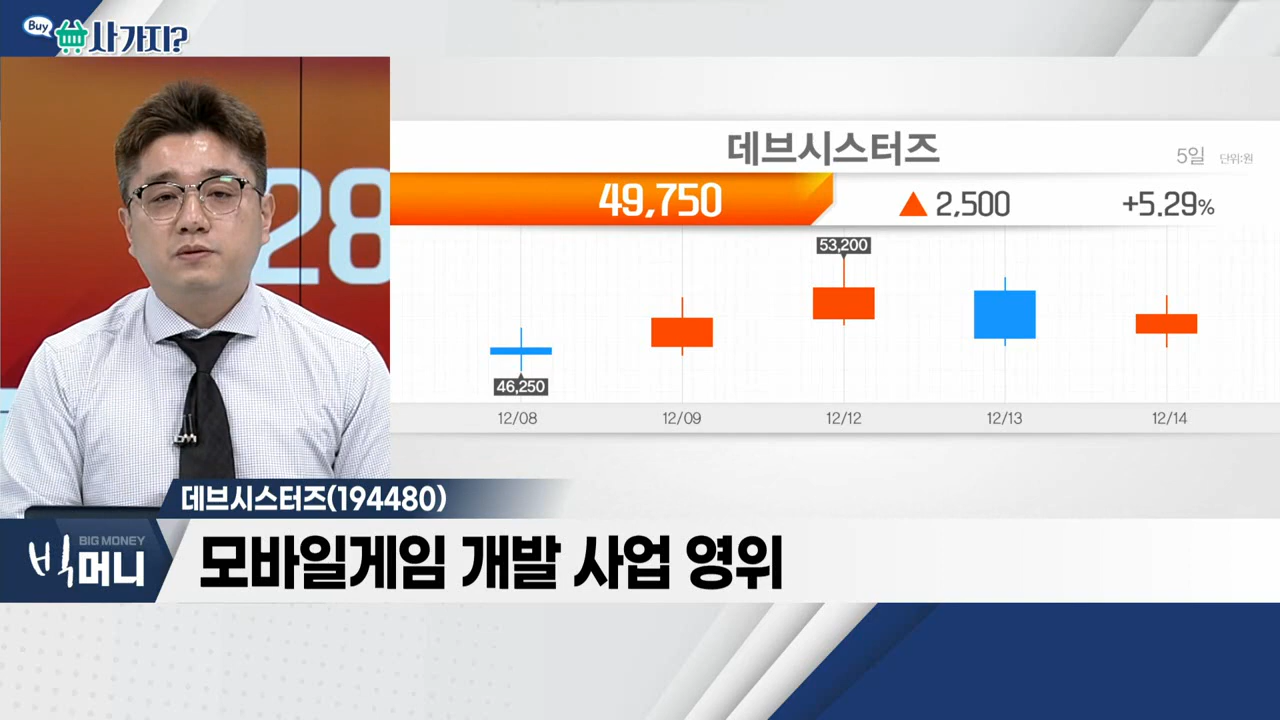 Buy
사가지?
28
데브시스터즈
5일 단위:원
49,750 ▲ 2,500 +5.29%
53,200
46,250
12/08 12/09 12/12 12/13 12/14
데브시스터즈(194480)
BIG MONEY
빅머니
모바일게임 개발 사업 영위